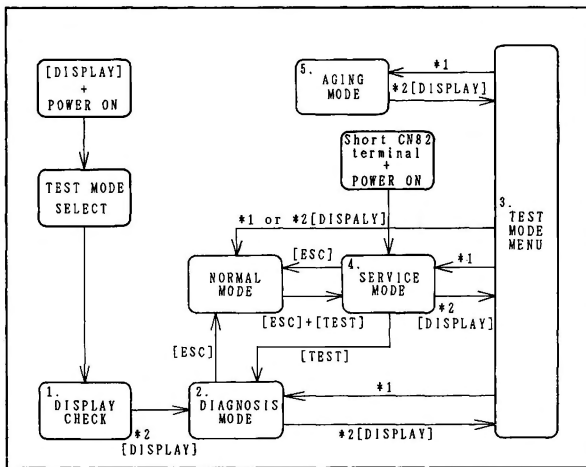 [DISPLAY]
+
POWER ON
5.
AGING
MODE
*1
*2[DISPLAY]
Short CN82
terminal
+
POWER ON
TEST MODE
SELECT
3.
TEST
MODE
MENU
*1 or *2[DISPALY]
[ESC]
NORMAL
MODE
4.
SERVICE
MODE
*1
[ESC]+[TEST]
*2
[DISPLAY]
[ESC]
[TEST]
1.
DISPLAY
CHECK
*2
[DISPLAY]
2.
DIAGNOSIS
MODE
*1
*2[DISPLAY]